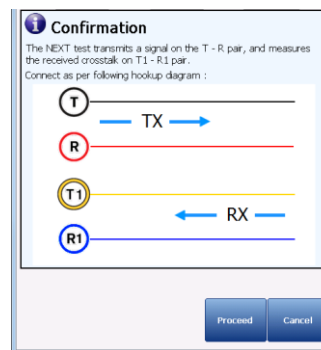 Confirmation
The NEXT test transmits a signal on the T - R pair, and measures
the received crosstalk on T1 - R1 pair.
Connect as per following hookup diagram :
T
TX
R
T1
RX
R1
Proceed Cancel